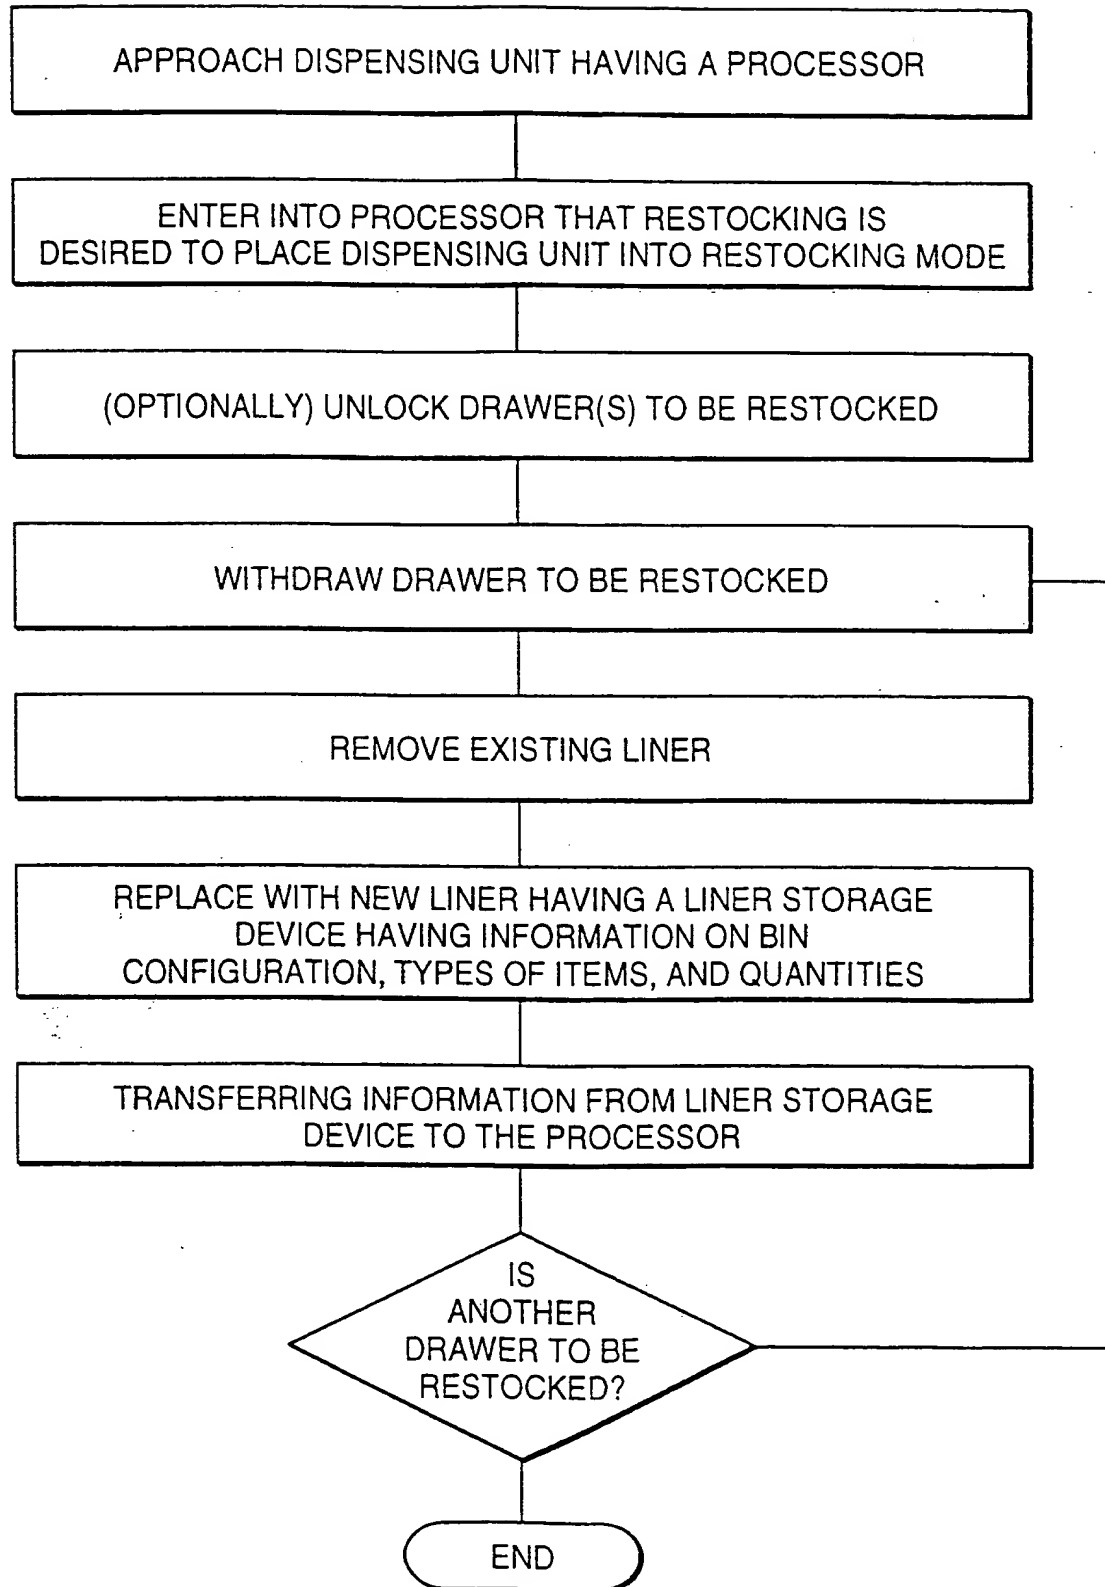 APPROACH DISPENSING UNIT HAVING A PROCESSOR
ENTER INTO PROCESSOR THAT RESTOCKING IS
DESIRED TO PLACE DISPENSING UNIT INTO RESTOCKING MODE
(OPTIONALLY) UNLOCK DRAWER(S) TO BE RESTOCKED
WITHDRAW DRAWER TO BE RESTOCKED
REMOVE EXISTING LINER
REPLACE WITH NEW LINER HAVING A LINER STORAGE
DEVICE HAVING INFORMATION ON BIN
CONFIGURATION, TYPES OF ITEMS, AND QUANTITIES
TRANSFERRING INFORMATION FROM LINER STORAGE
DEVICE TO THE PROCESSOR
IS
ANOTHER
DRAWER TO BE
RESTOCKED?
END